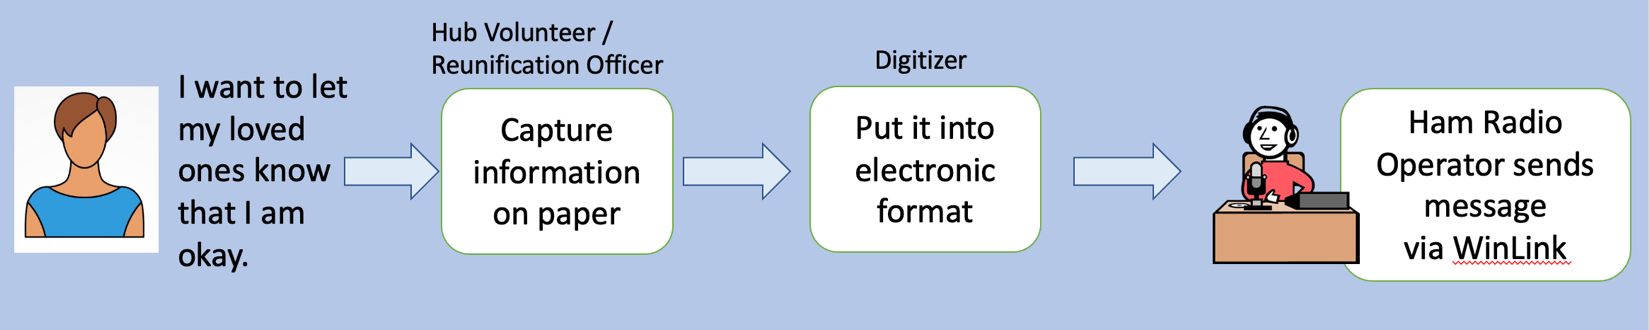 I want to let
my loved
ones know
that I am
okay.
Hub Volunteer /
Reunification Officer
Capture
information
on paper
Digitizer
Put it into
electronic
format
Ham Radio
Operator sends
message
via WinLink